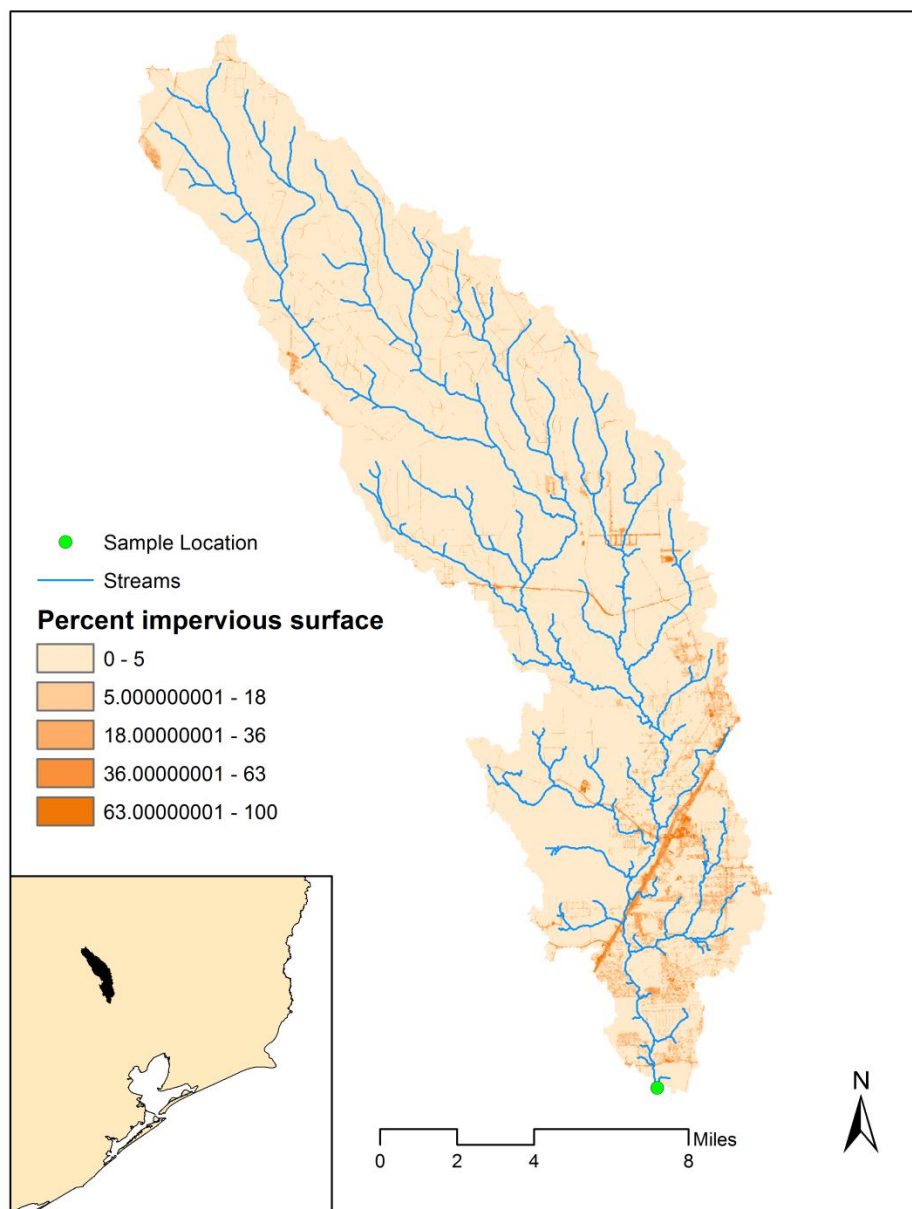 Sample Location
Streams
Percent impervious surface
0 - 5
5.000000001 - 18
18.00000001 - 36
36.00000001 - 63
63.00000001 - 100
N
Miles
0 2 4 8